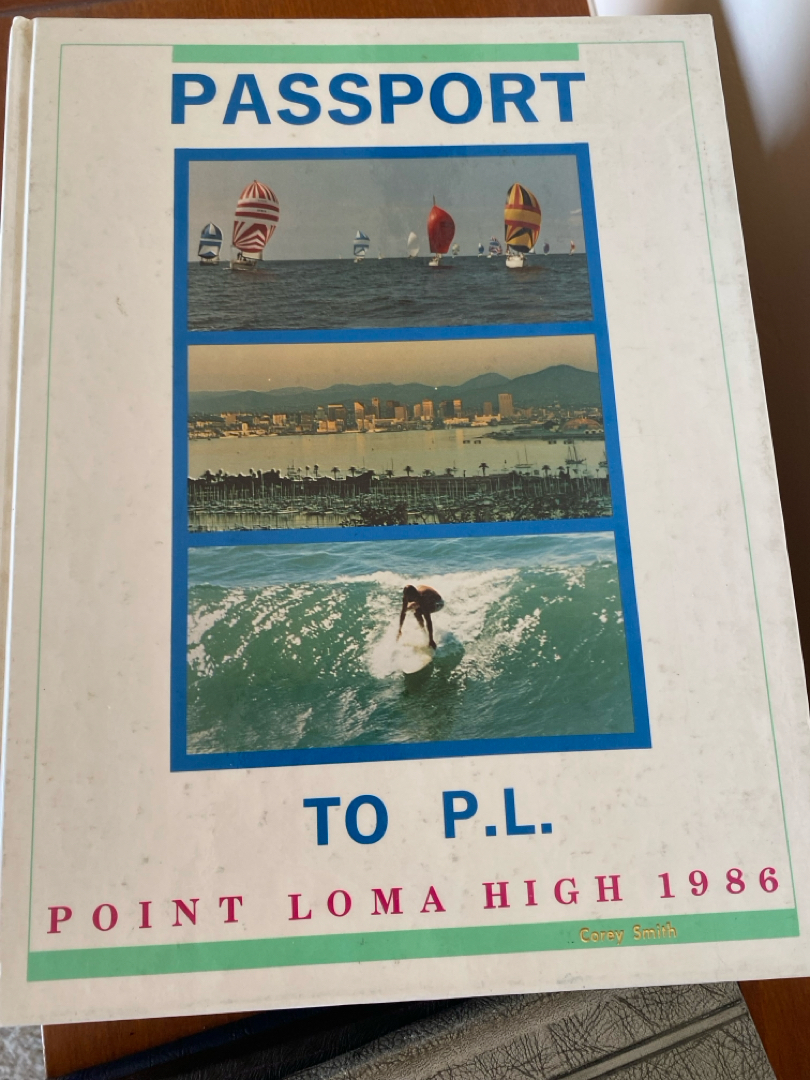 PASSPORT
TO P.L.
POINT LOMA HIGH 1986
Corey Smith